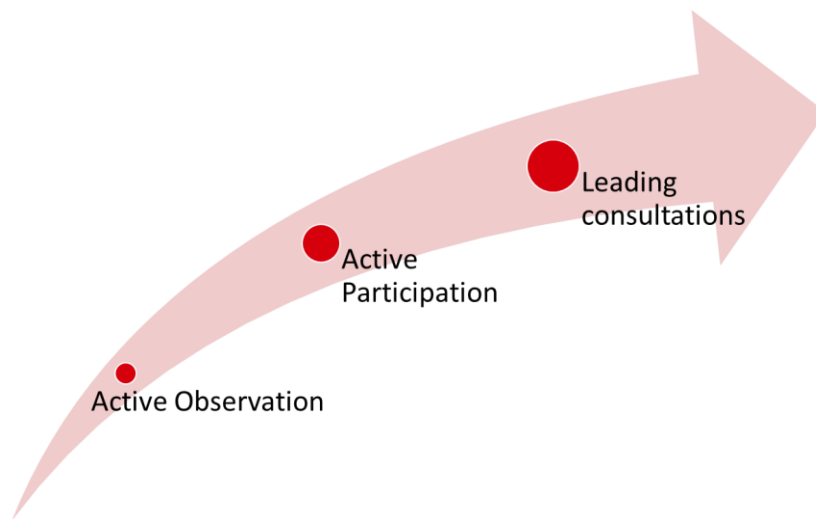 Leading
consultations
Active
Participation
Active Observation